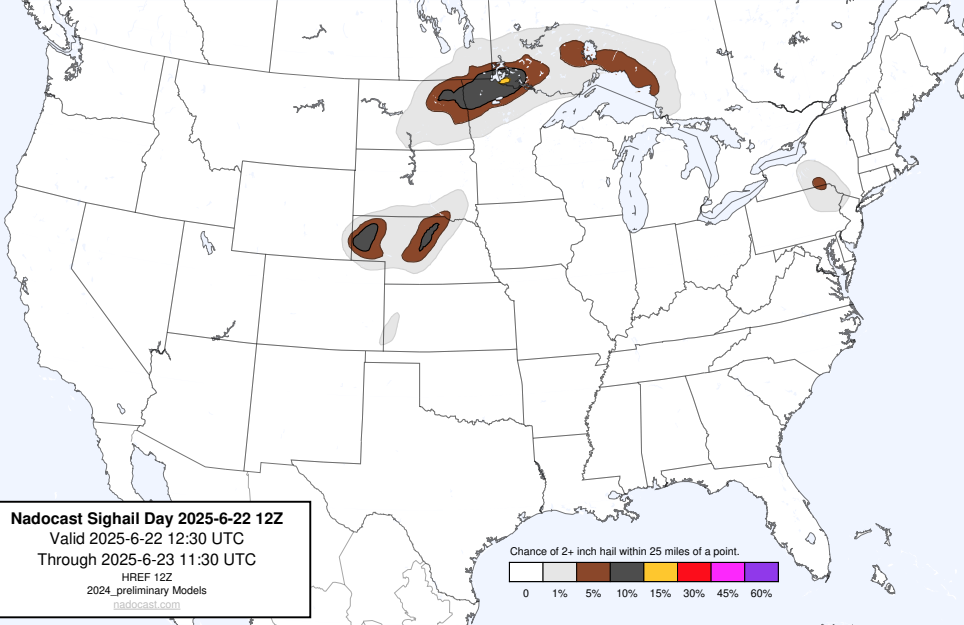 Nadocast Sighail Day 2025-6-22 12Z
Valid 2025-6-22 12:30 UTC
Through 2025-6-23 11:30 UTC
HREF 12Z
2024_preliminary Models
nadocast.com
Chance of 2+ inch hail within 25 miles of a point.
0 1% 5% 10% 15% 30% 45% 60%